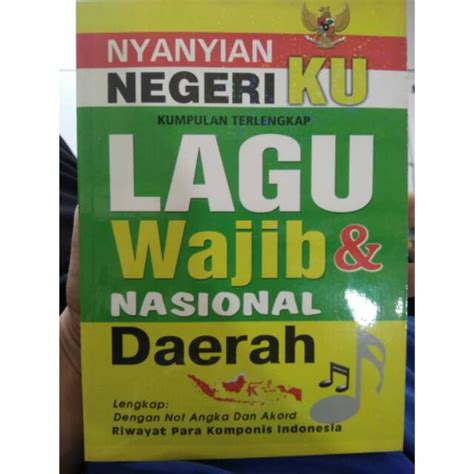 NYANYIAN
NEGERI KU
KUMPULAN TERLENGKAP
LAGU
Wajib &
NASIONAL
Daerah
Lengkap:
Dengan Not Angka Dan Akord
Riwayat Para Komponis Indonesia